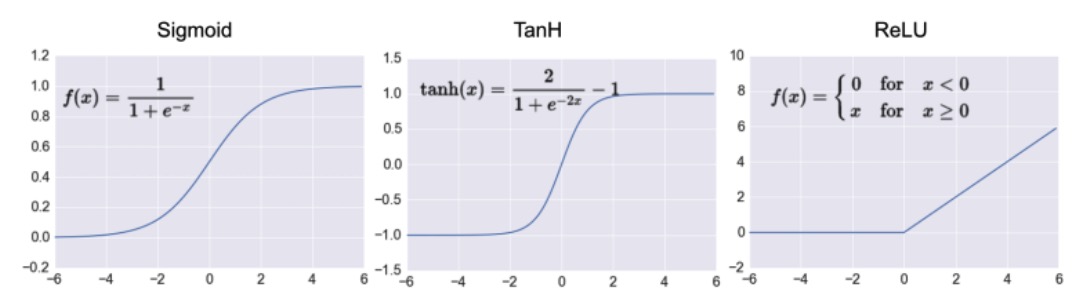 Sigmoid
1.2
1.0
0.8
0.6
0.4
0.2
0.0
−0.2
−6 −4 −2 0 2 4 6
f(x) = 1 / (1 + e^{−x})
TanH
1.5
1.0
0.5
0.0
−0.5
−1.0
−1.5
−6 −4 −2 0 2 4 6
tanh(x) = 2 / (1 + e^{−2x}) − 1
ReLU
10
8
6
4
2
0
−2
−6 −4 −2 0 2 4 6
f(x) = { 0 for x < 0
x for x ≥ 0